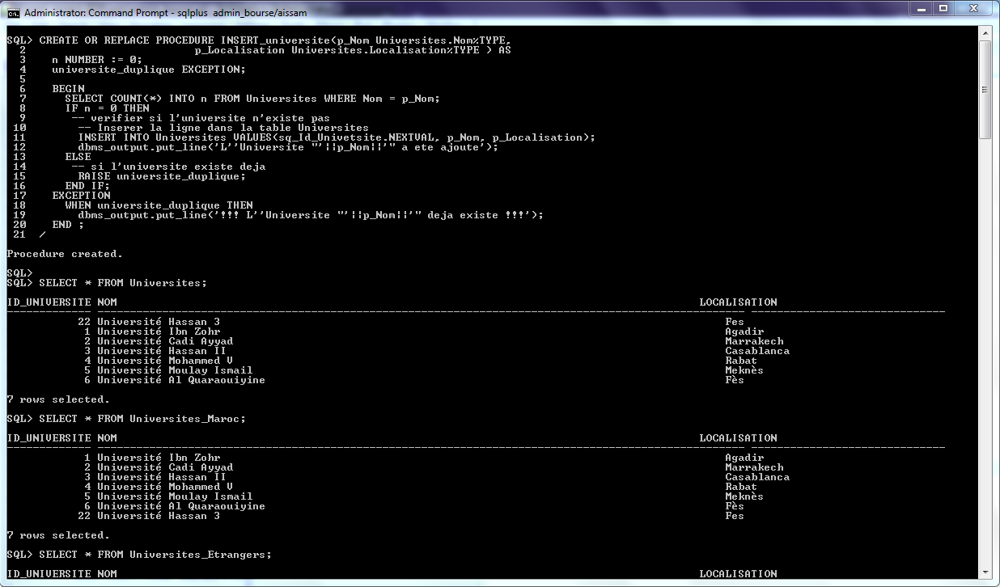 Administrator: Command Prompt - sqlplus  admin_bourse/aissam
SQL> CREATE OR REPLACE PROCEDURE INSERT_universite(p_Nom Universites.Nom%TYPE,
  2                          p_Localisation Universites.Localisation%TYPE ) AS
  3    n NUMBER := 0;
  4    universite_duplique EXCEPTION;
  5
  6    BEGIN
  7      SELECT COUNT(*) INTO n FROM Universites WHERE Nom = p_Nom;
  8      IF n = 0 THEN
  9       -- verifier si l'universite n'existe pas
 10        -- Inserer la ligne dans la table Universites
 11        INSERT INTO Universites VALUES(sq_Id_Univetsite.NEXTVAL, p_Nom, p_Localisation);
 12        dbms_output.put_line('L''Universite "'||p_Nom||'" a ete ajoute');
 13      ELSE
 14       -- si l'universite existe deja
 15        RAISE universite_duplique;
 16      END IF;
 17    EXCEPTION
 18      WHEN universite_duplique THEN
 19        dbms_output.put_line('!!! L''Universite "'||p_Nom||'" deja existe !!!');
 20    END ;
 21  /
Procedure created.
SQL>
SQL> SELECT * FROM Universites;
ID_UNIVERSITE NOM LOCALISATION
22 Université Hassan 3 Fes
1 Université Ibn Zohr Agadir
2 Université Cadi Ayyad Marrakech
3 Université Hassan II Casablanca
4 Université Mohammed V Rabat
5 Université Moulay Ismail Meknès
6 Université Al Quaraouiyine Fès
7 rows selected.
SQL> SELECT * FROM Universites_Maroc;
ID_UNIVERSITE NOM LOCALISATION
1 Université Ibn Zohr Agadir
2 Université Cadi Ayyad Marrakech
3 Université Hassan II Casablanca
4 Université Mohammed V Rabat
5 Université Moulay Ismail Meknès
6 Université Al Quaraouiyine Fès
22 Université Hassan 3 Fes
7 rows selected.
SQL> SELECT * FROM Universites_Etrangers;
ID_UNIVERSITE NOM LOCALISATION